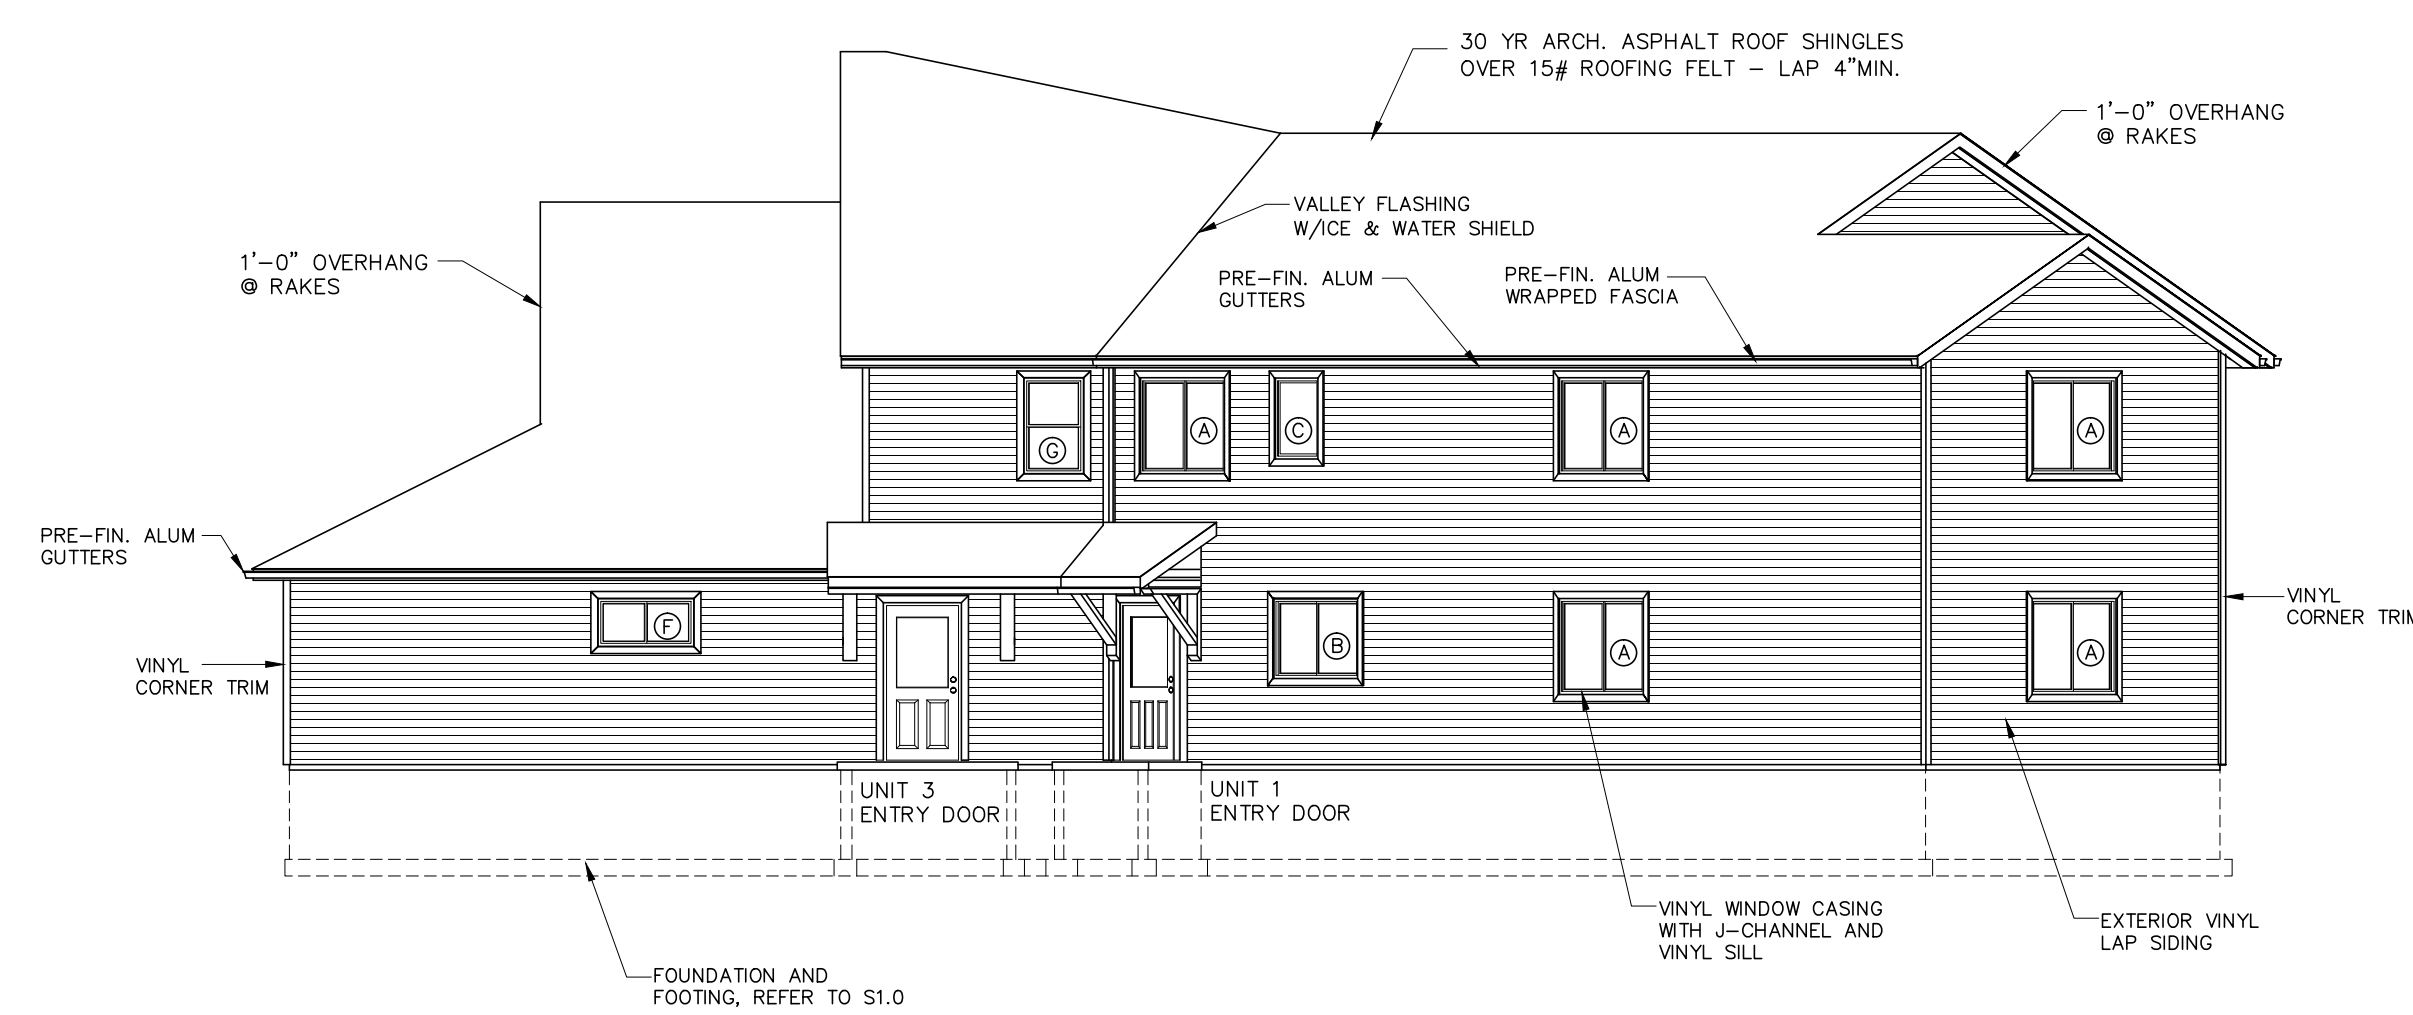 30 YR ARCH. ASPHALT ROOF SHINGLES
OVER 15# ROOFING FELT – LAP 4"MIN.
1'–0" OVERHANG
@ RAKES
VALLEY FLASHING
W/ICE & WATER SHIELD
1'–0" OVERHANG
@ RAKES
PRE–FIN. ALUM
GUTTERS
PRE–FIN. ALUM
WRAPPED FASCIA
G
A
C
A
A
PRE–FIN. ALUM
GUTTERS
F
B
A
A
VINYL
CORNER TRIM
VINYL
CORNER TRIM
UNIT 3
ENTRY DOOR
UNIT 1
ENTRY DOOR
VINYL WINDOW CASING
WITH J–CHANNEL AND
VINYL SILL
EXTERIOR VINYL
LAP SIDING
FOUNDATION AND
FOOTING, REFER TO S1.0